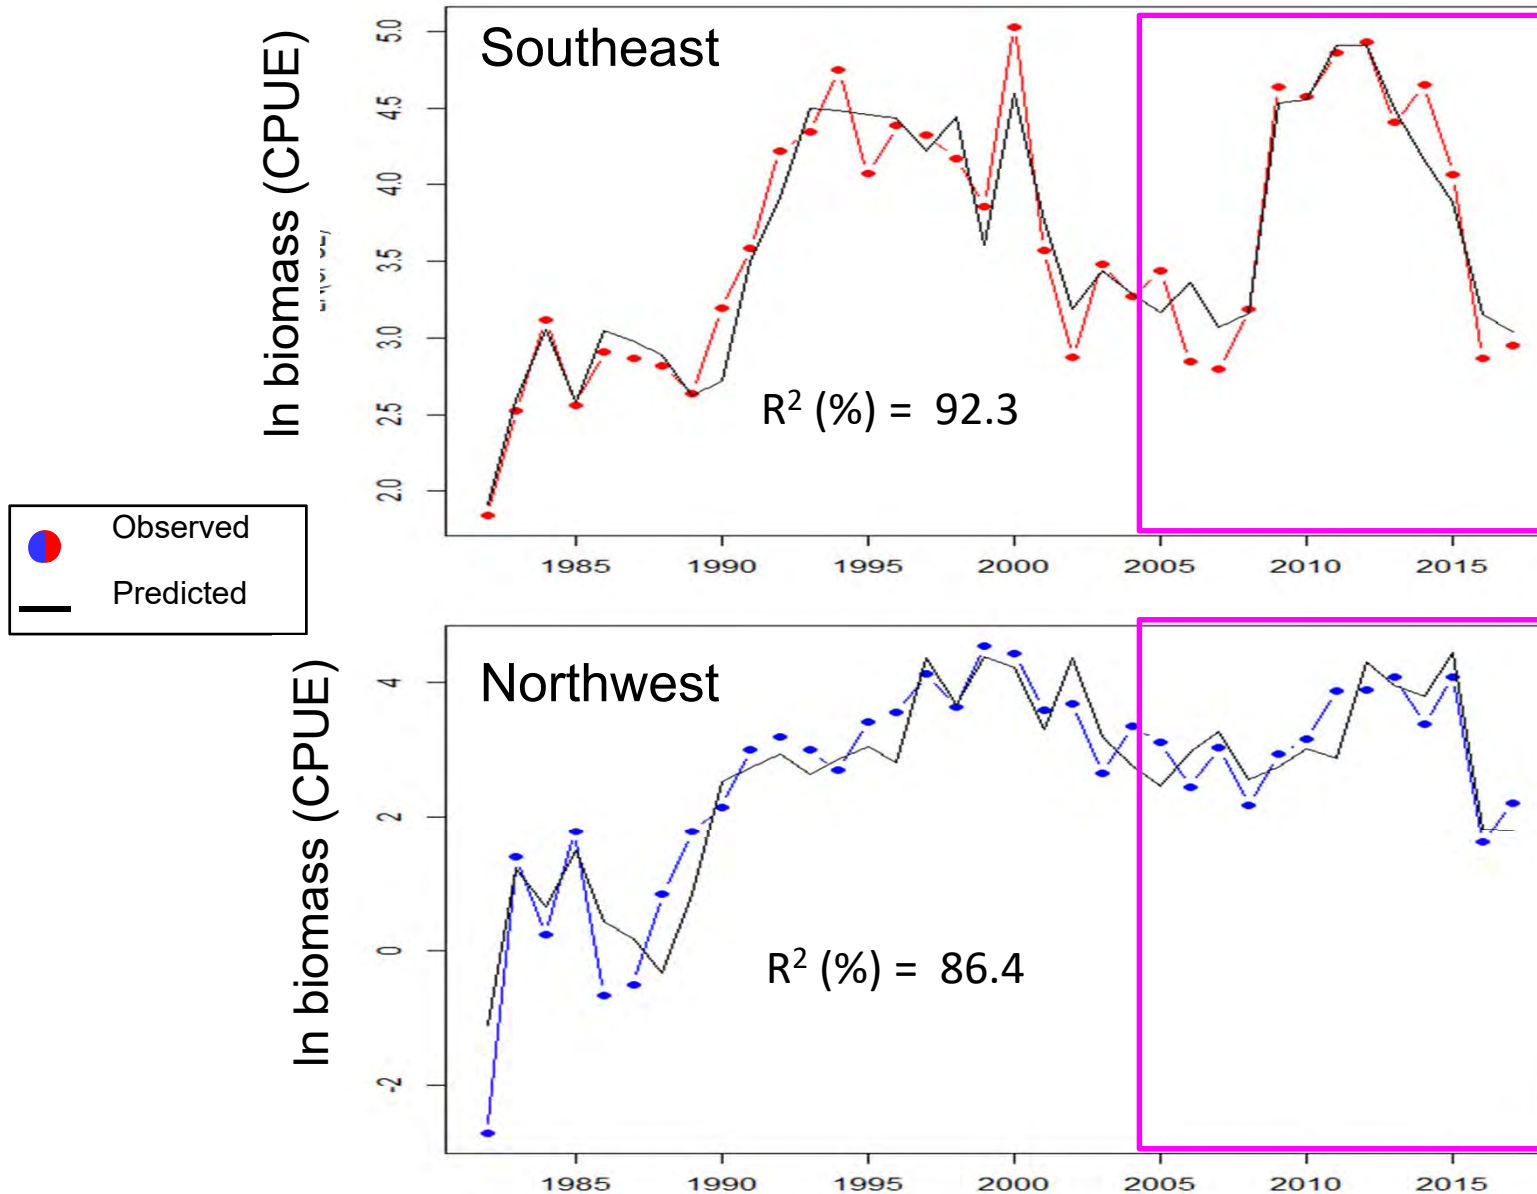 Southeast
ln biomass (CPUE)
5.0
4.5
4.0
3.5
3.0
2.5
2.0
R² (%) = 92.3
1985 1990 1995 2000 2005 2010 2015
Observed
Predicted
Northwest
ln biomass (CPUE)
4
2
0
-2
R² (%) = 86.4
1985 1990 1995 2000 2005 2010 2015